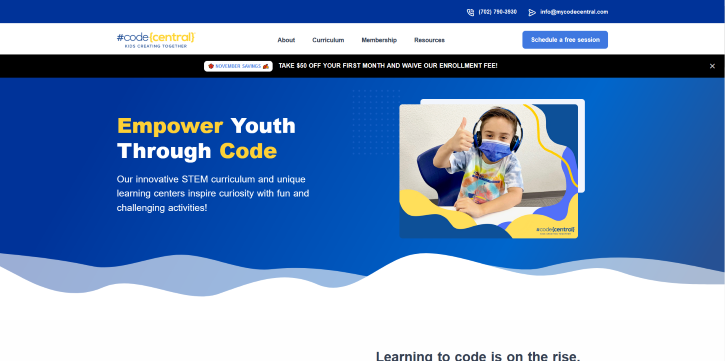 (702) 790-3930
info@mycodecentral.com
#code{central}
KIDS CREATING TOGETHER
About
Curriculum
Membership
Resources
Schedule a free session
NOVEMBER SAVINGS
TAKE $50 OFF YOUR FIRST MONTH AND WAIVE OUR ENROLLMENT FEE!
Empower Youth
Through Code
Our innovative STEM curriculum and unique
learning centers inspire curiosity with fun and
challenging activities!
#code{central}
Learning to code is on the rise.